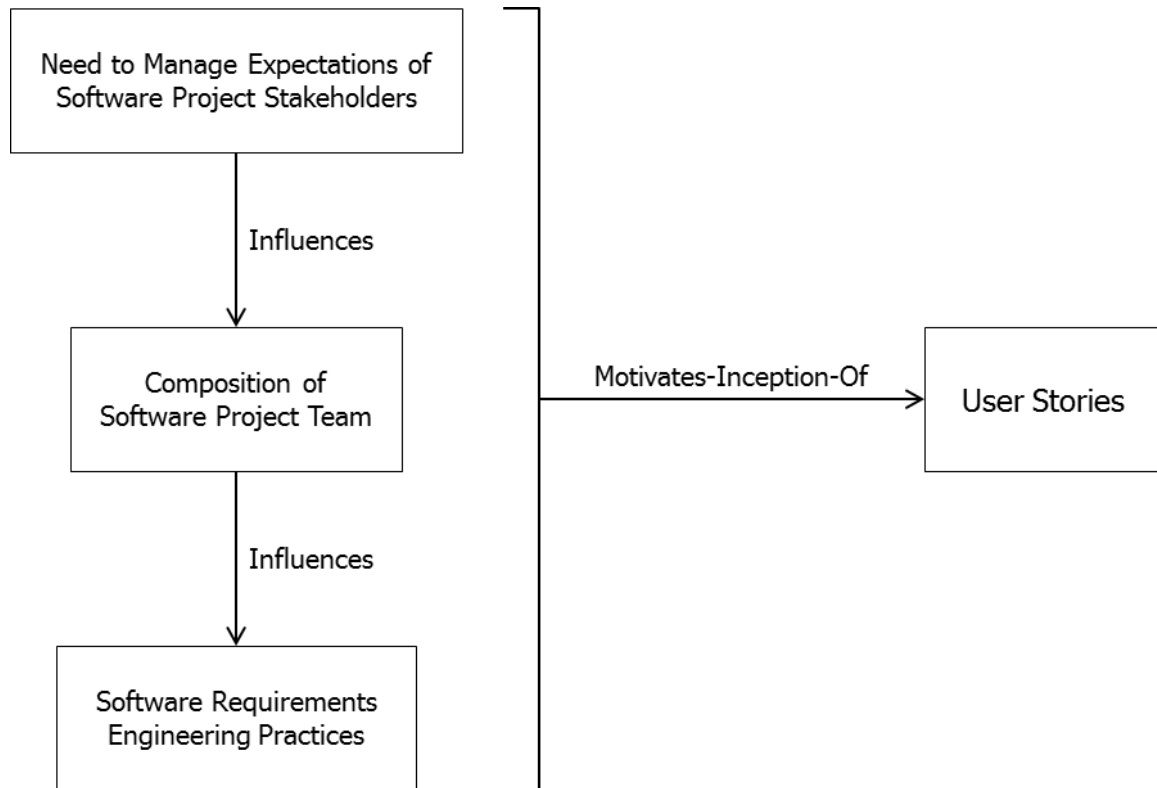 Need to Manage Expectations of
Software Project Stakeholders
Influences
Composition of
Software Project Team
Motivates-Inception-Of
User Stories
Influences
Software Requirements
Engineering Practices